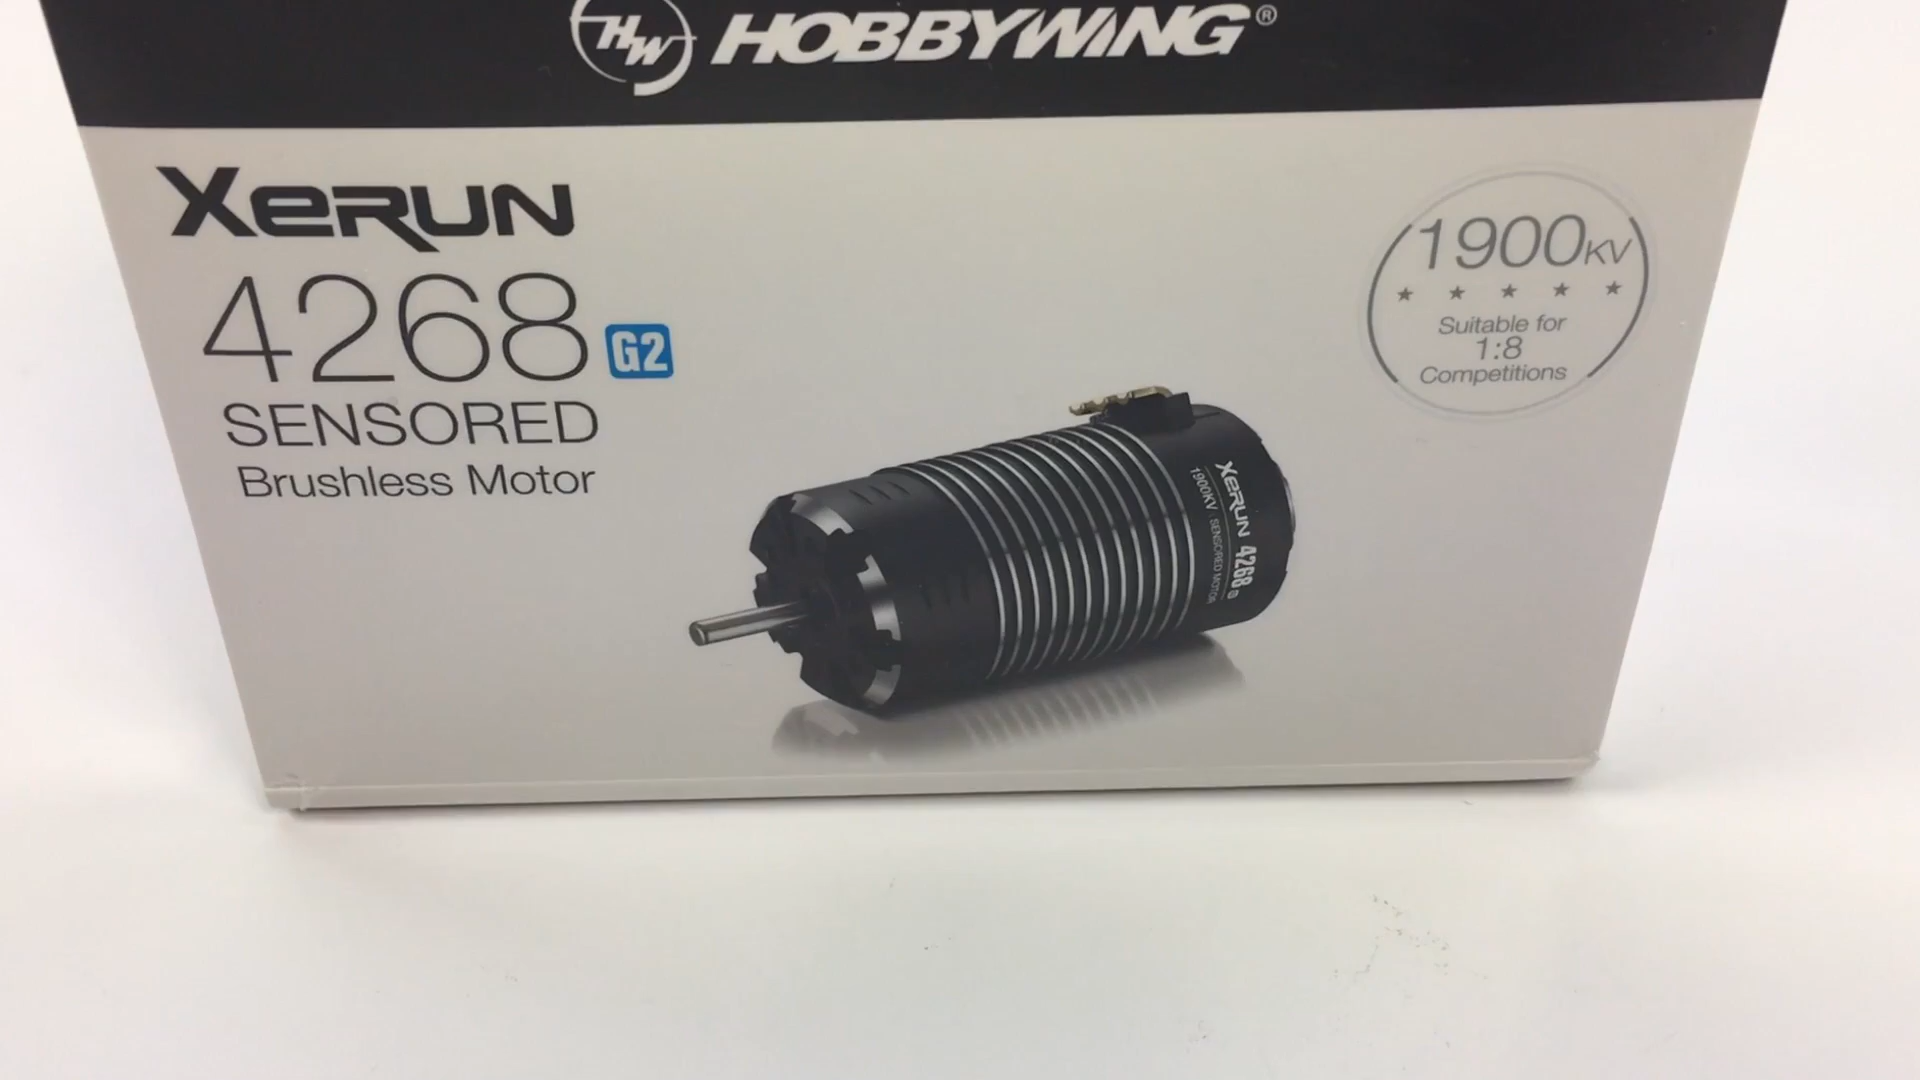 HW HOBBYWING®
XERUN
4268 G2
SENSORED
Brushless Motor
1900KV
★ ★ ★ ★ ★
Suitable for
1:8
Competitions
XERUN 4268
1900KV SENSORED MOTOR